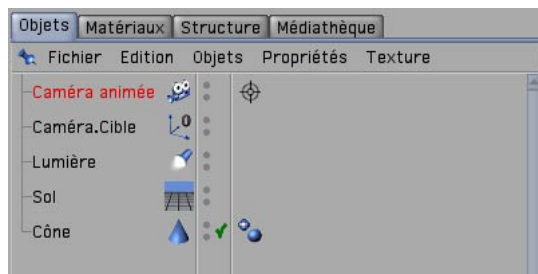 Objets Matériaux Structure Médiathèque
Fichier Edition Objets Propriétés Texture
Caméra animée
Caméra.Cible
Lumière
Sol
Cône